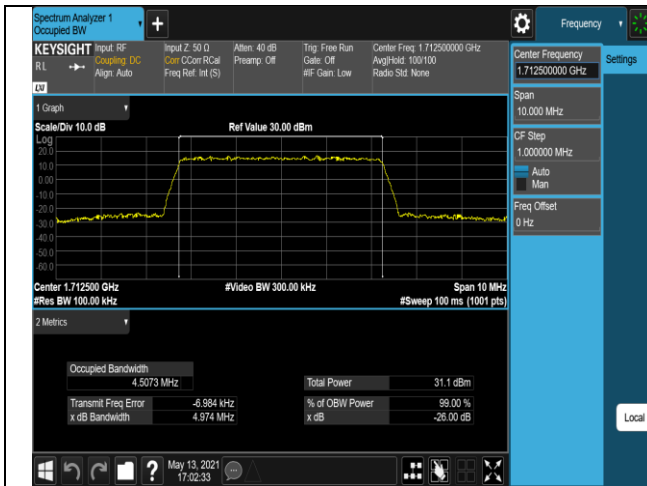 Spectrum Analyzer 1
Occupied BW
Frequency
KEYSIGHT
RL
LXI
Input: RF
Coupling: DC
Align: Auto
Input Z: 50 Ω
Corr CCorr RCal
Freq Ref: Int (S)
Atten: 40 dB
Preamp: Off
Trig: Free Run
Gate: Off
#IF Gain: Low
Center Freq: 1.712500000 GHz
Avg|Hold: 100/100
Radio Std: None
Center Frequency
1.712500000 GHz
Settings
Span
10.000 MHz
CF Step
1.000000 MHz
Auto
Man
Freq Offset
0 Hz
Local
1 Graph
Scale/Div 10.0 dB
Ref Value 30.00 dBm
Log
20.0
10.0
0.00
-10.0
-20.0
-30.0
-40.0
-50.0
-60.0
Center 1.712500 GHz
#Video BW 300.00 kHz
Span 10 MHz
#Res BW 100.00 kHz
#Sweep 100 ms (1001 pts)
2 Metrics
Occupied Bandwidth
4.5073 MHz
Total Power 31.1 dBm
Transmit Freq Error -6.984 kHz
% of OBW Power 99.00 %
x dB Bandwidth 4.974 MHz
x dB -26.00 dB
?
May 13, 2021
17:02:33